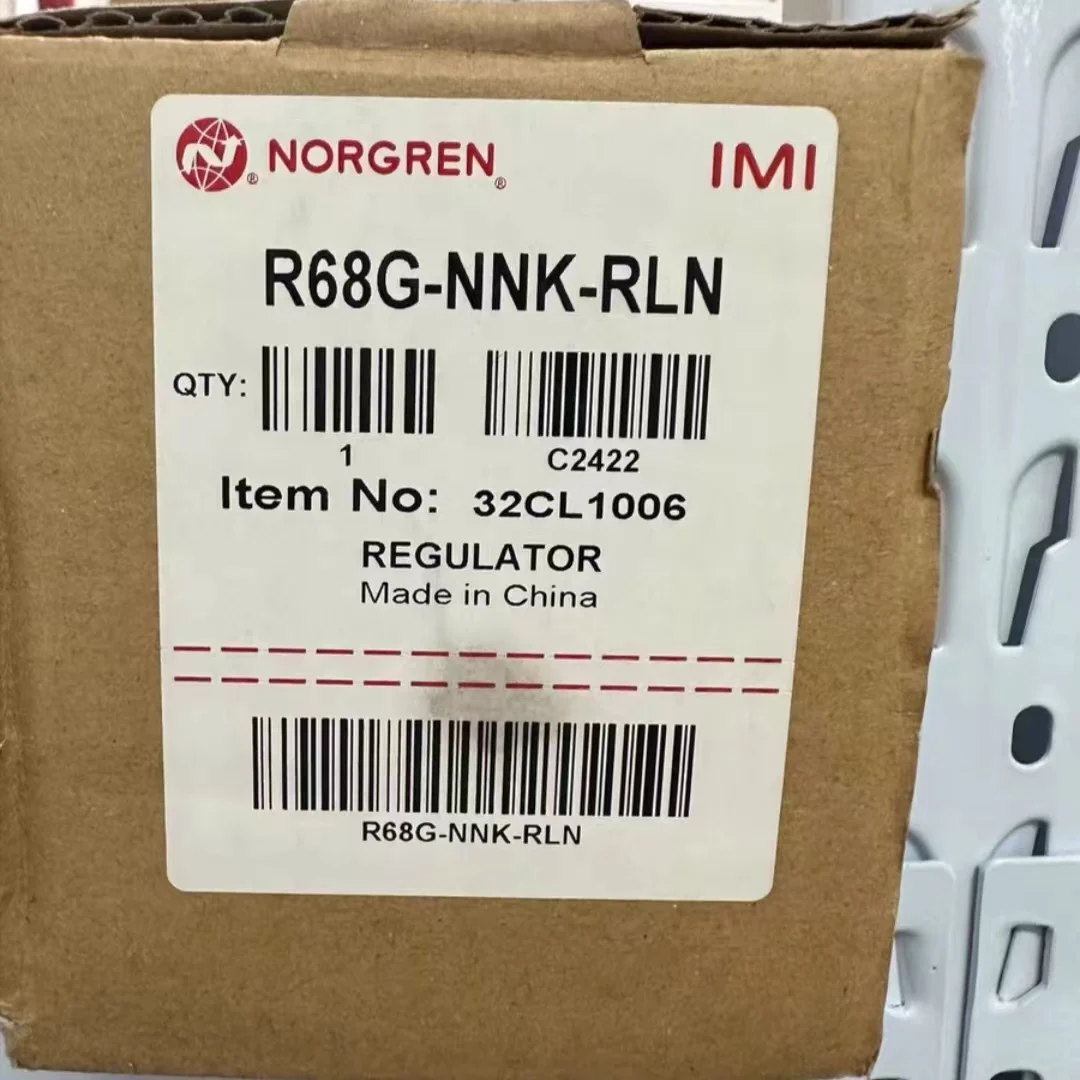 NORGREN® IMI
R68G-NNK-RLN
QTY:
1 C2422
Item No: 32CL1006
REGULATOR
Made in China
R68G-NNK-RLN